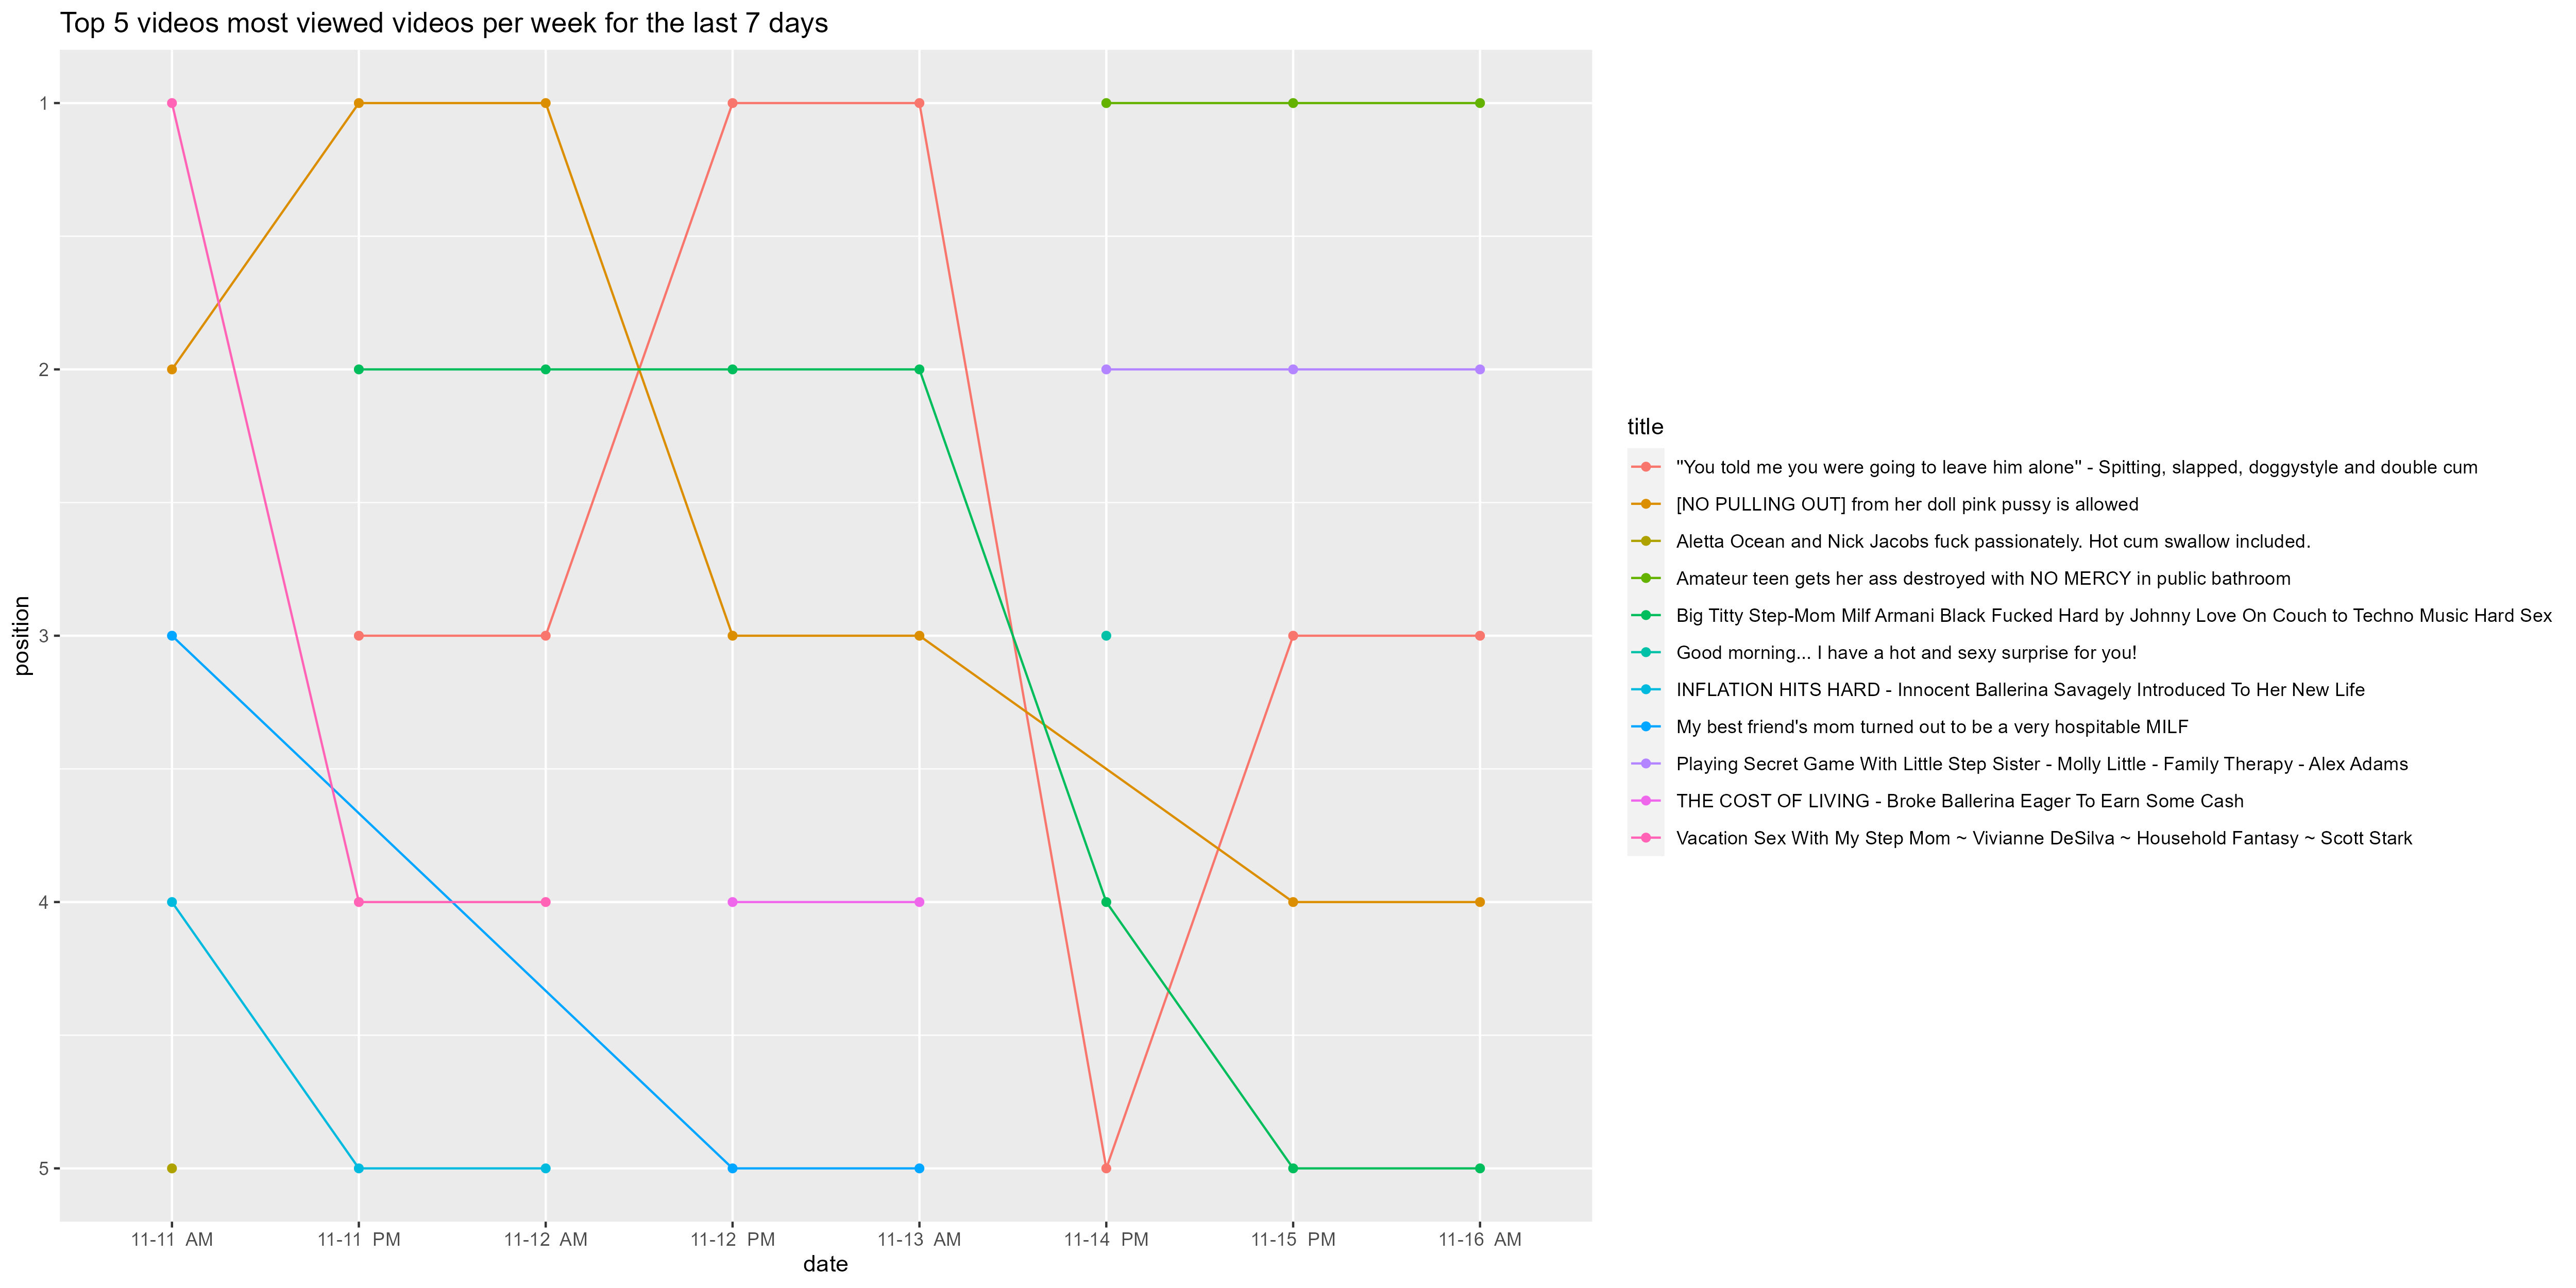 Top 5 videos most viewed videos per week for the last 7 days
1
2
3
4
5
position
11-11 AM
11-11 PM
11-12 AM
11-12 PM
11-13 AM
11-14 PM
11-15 PM
11-16 AM
date
title
"You told me you were going to leave him alone" - Spitting, slapped, doggystyle and double cum
[NO PULLING OUT] from her doll pink pussy is allowed
Aletta Ocean and Nick Jacobs fuck passionately. Hot cum swallow included.
Amateur teen gets her ass destroyed with NO MERCY in public bathroom
Big Titty Step-Mom Milf Armani Black Fucked Hard by Johnny Love On Couch to Techno Music Hard Sex
Good morning... I have a hot and sexy surprise for you!
INFLATION HITS HARD - Innocent Ballerina Savagely Introduced To Her New Life
My best friend's mom turned out to be a very hospitable MILF
Playing Secret Game With Little Step Sister - Molly Little - Family Therapy - Alex Adams
THE COST OF LIVING - Broke Ballerina Eager To Earn Some Cash
Vacation Sex With My Step Mom ~ Vivianne DeSilva ~ Household Fantasy ~ Scott Stark